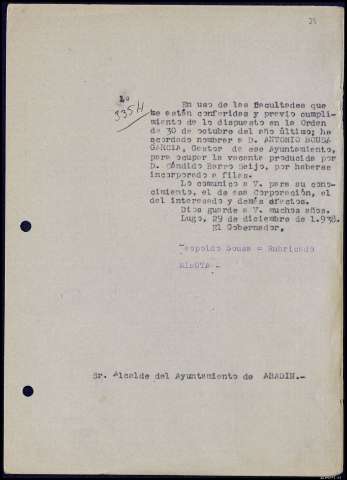 1º
3354
En uso de las facultades que
me están conferidas y previo cumpli-
miento de lo dispuesto en la Orden
de 30 de octubre del año último; he
acordado nombrar a D. ANTONIO
GARCIA, Gestor de ese Ayuntamiento,
para ocupar la vacante producida por
D. Cándido Barro Seijo, por haberse
incorporado a filas.
Lo comunico a V. para su cono-
cimiento, el de esa Corporación, el
del interesado y demás efectos.
Dios guarde a V. muchos años.
Lugo, 29 de diciembre de 1.938.
El Gobernador,
Leopoldo Sousa = Rubricado
MINUTA -
Sr. Alcalde del Ayuntamiento de ABADIN.-